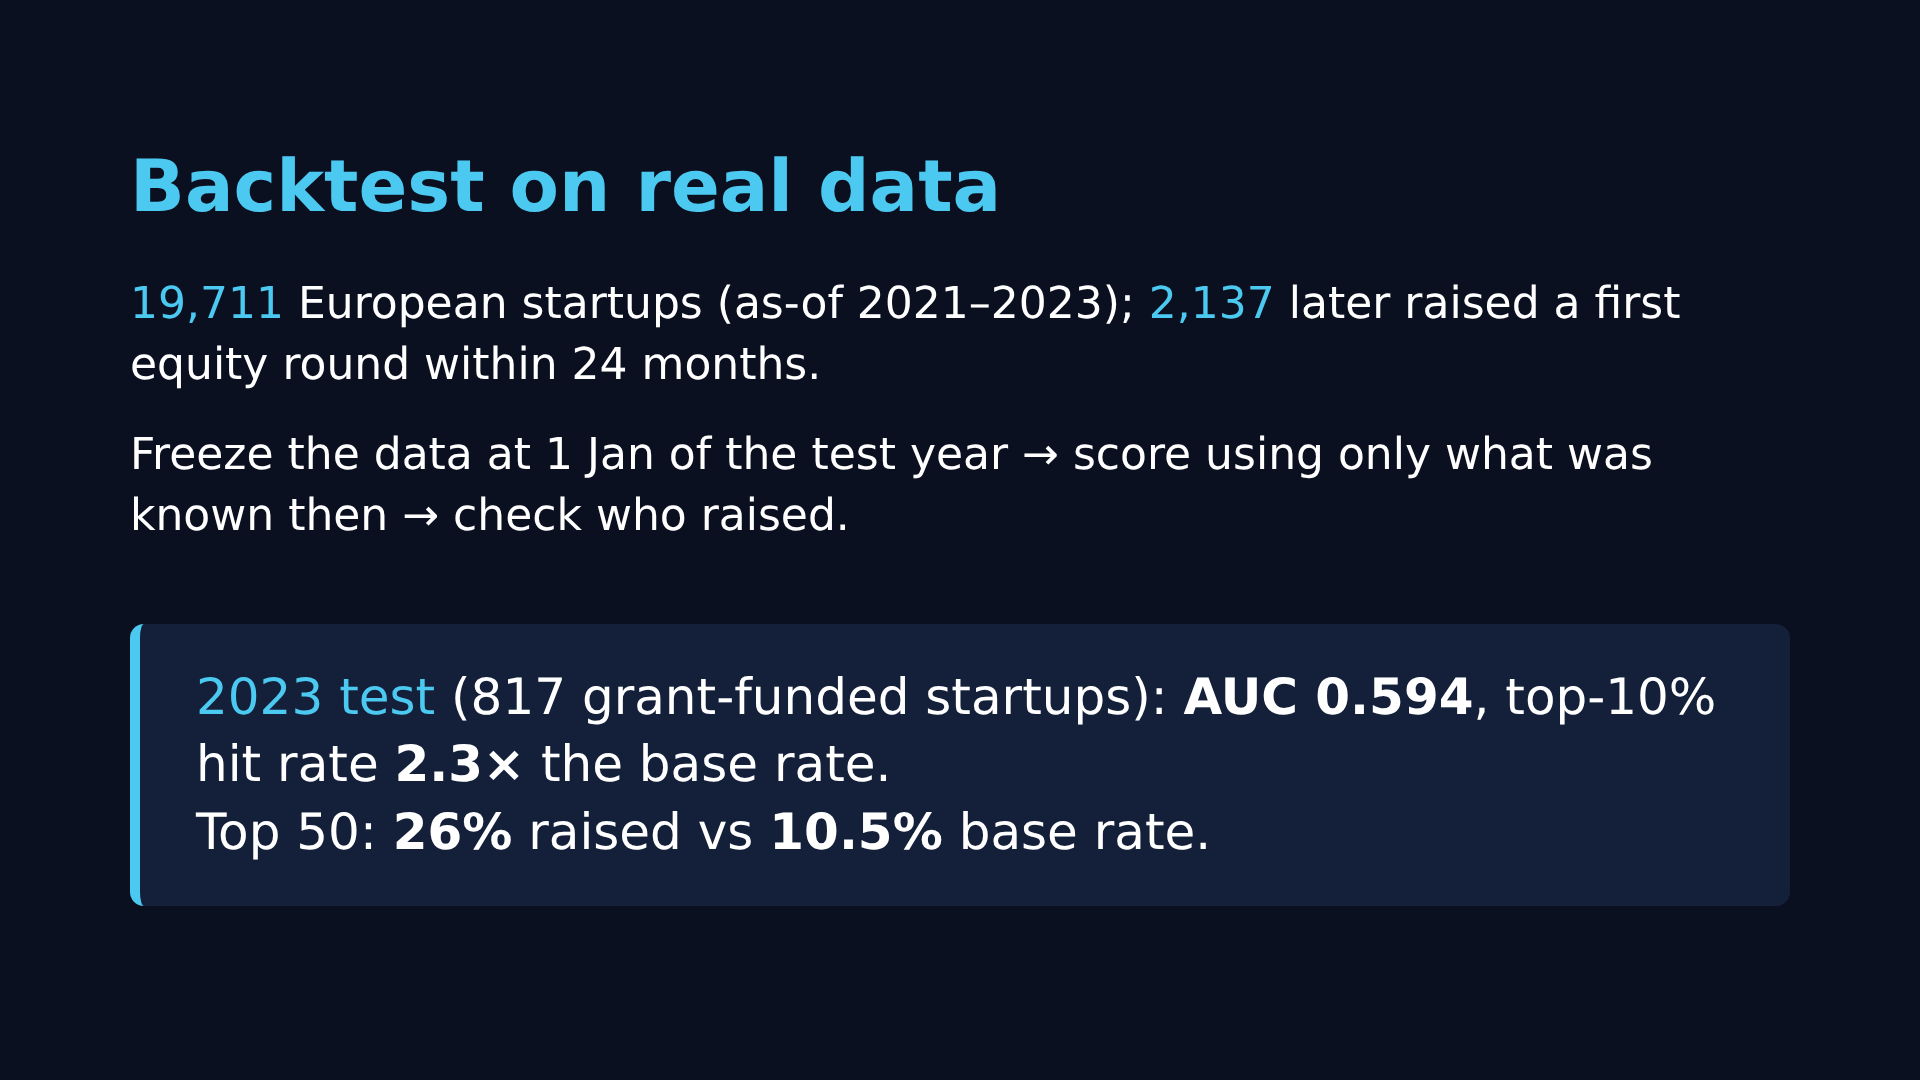 Backtest on real data
19,711 European startups (as-of 2021–2023); 2,137 later raised a first
equity round within 24 months.
Freeze the data at 1 Jan of the test year → score using only what was
known then → check who raised.
2023 test (817 grant-funded startups): AUC 0.594, top-10%
hit rate 2.3× the base rate.
Top 50: 26% raised vs 10.5% base rate.